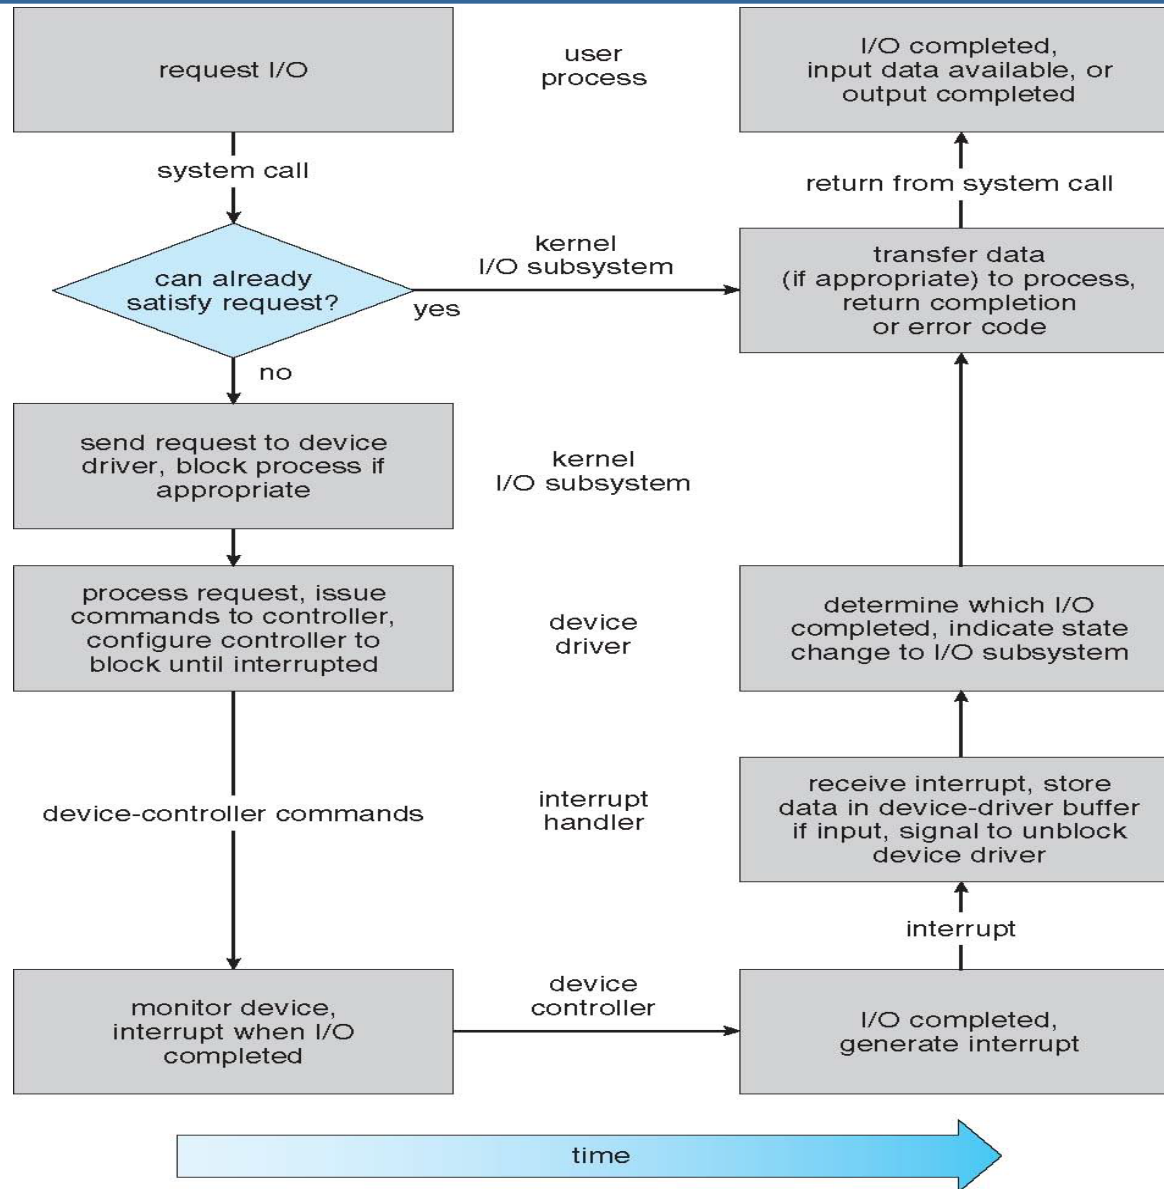 request I/O
user
process
I/O completed,
input data available, or
output completed
system call
return from system call
can already
satisfy request?
kernel
I/O subsystem
yes
transfer data
(if appropriate) to process,
return completion
or error code
no
send request to device
driver, block process if
appropriate
kernel
I/O subsystem
process request, issue
commands to controller,
configure controller to
block until interrupted
device
driver
determine which I/O
completed, indicate state
change to I/O subsystem
device-controller commands
interrupt
handler
receive interrupt, store
data in device-driver buffer
if input, signal to unblock
device driver
interrupt
monitor device,
interrupt when I/O
completed
device
controller
I/O completed,
generate interrupt
time